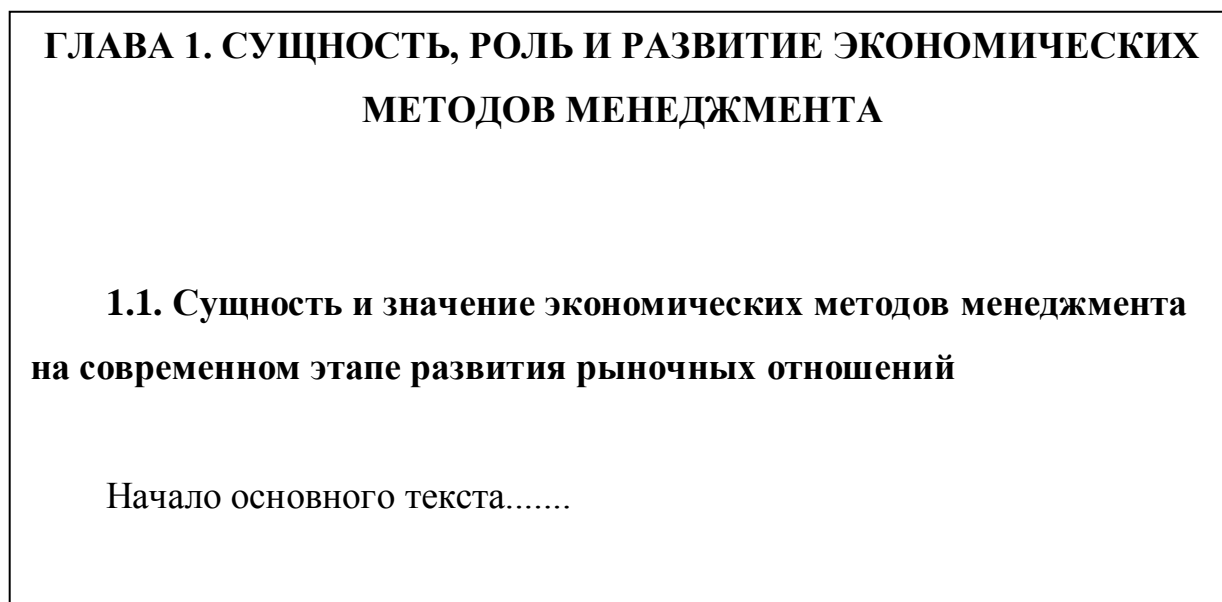 ГЛАВА 1. СУЩНОСТЬ, РОЛЬ И РАЗВИТИЕ ЭКОНОМИЧЕСКИХ
МЕТОДОВ МЕНЕДЖМЕНТА
1.1. Сущность и значение экономических методов менеджмента
на современном этапе развития рыночных отношений
Начало основного текста.......